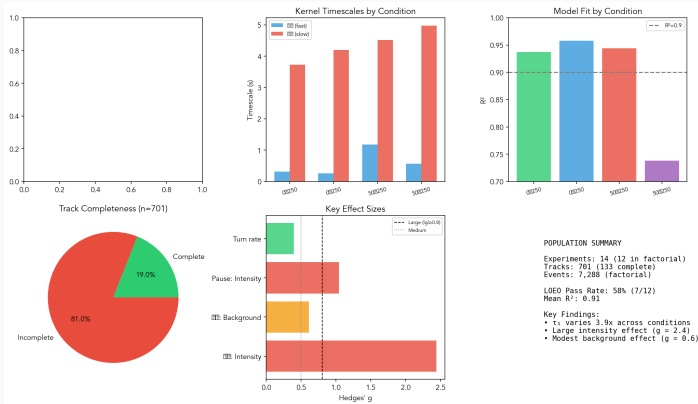 1.0
0.8
0.6
0.4
0.2
0.0
0.0 0.2 0.4 0.6 0.8 1.0
Kernel Timescales by Condition
Timescale (s)
5
4
3
2
1
0
(fast)
(slow)
Model Fit by Condition
R²
1.00
0.95
0.90
0.85
0.80
0.75
0.70
R²=0.9
Track Completeness (n=701)
Complete
19.0%
81.0%
Incomplete
Key Effect Sizes
Large (|g|≥0.8)
Medium
Turn rate
Pause: Intensity
: Background
: Intensity
0.0 0.5 1.0 1.5 2.0 2.5
Hedges' g
POPULATION SUMMARY
Experiments: 14 (12 in factorial)
Tracks: 701 (133 complete)
Events: 7,288 (factorial)
LOEO Pass Rate: 58% (7/12)
Mean R²: 0.91
Key Findings:
• τ₁ varies 3.9x across conditions
• Large intensity effect (g = 2.4)
• Modest background effect (g = 0.6)